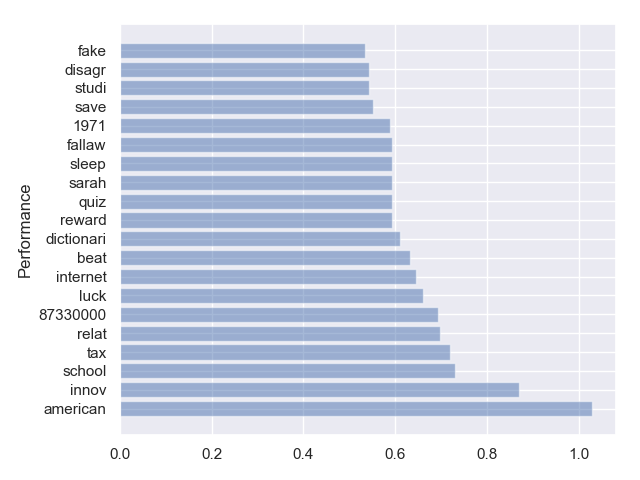 fake
disagr
studi
save
1971
fallaw
sleep
sarah
quiz
reward
dictionari
beat
internet
luck
87330000
relat
tax
school
innov
american
Performance
0.0 0.2 0.4 0.6 0.8 1.0